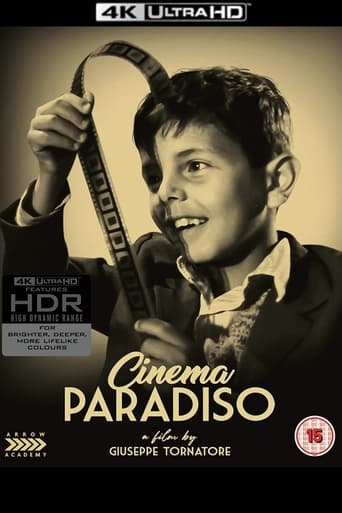 4K ULTRA HD
4K ULTRA HD
FEATURES
HDR
HIGH DYNAMIC RANGE
FOR
BRIGHTER, DEEPER,
MORE LIFELIKE
COLOURS
Cinema
PARADISO
a film by
GIUSEPPE TORNATORE
ARROW
ACADEMY
15